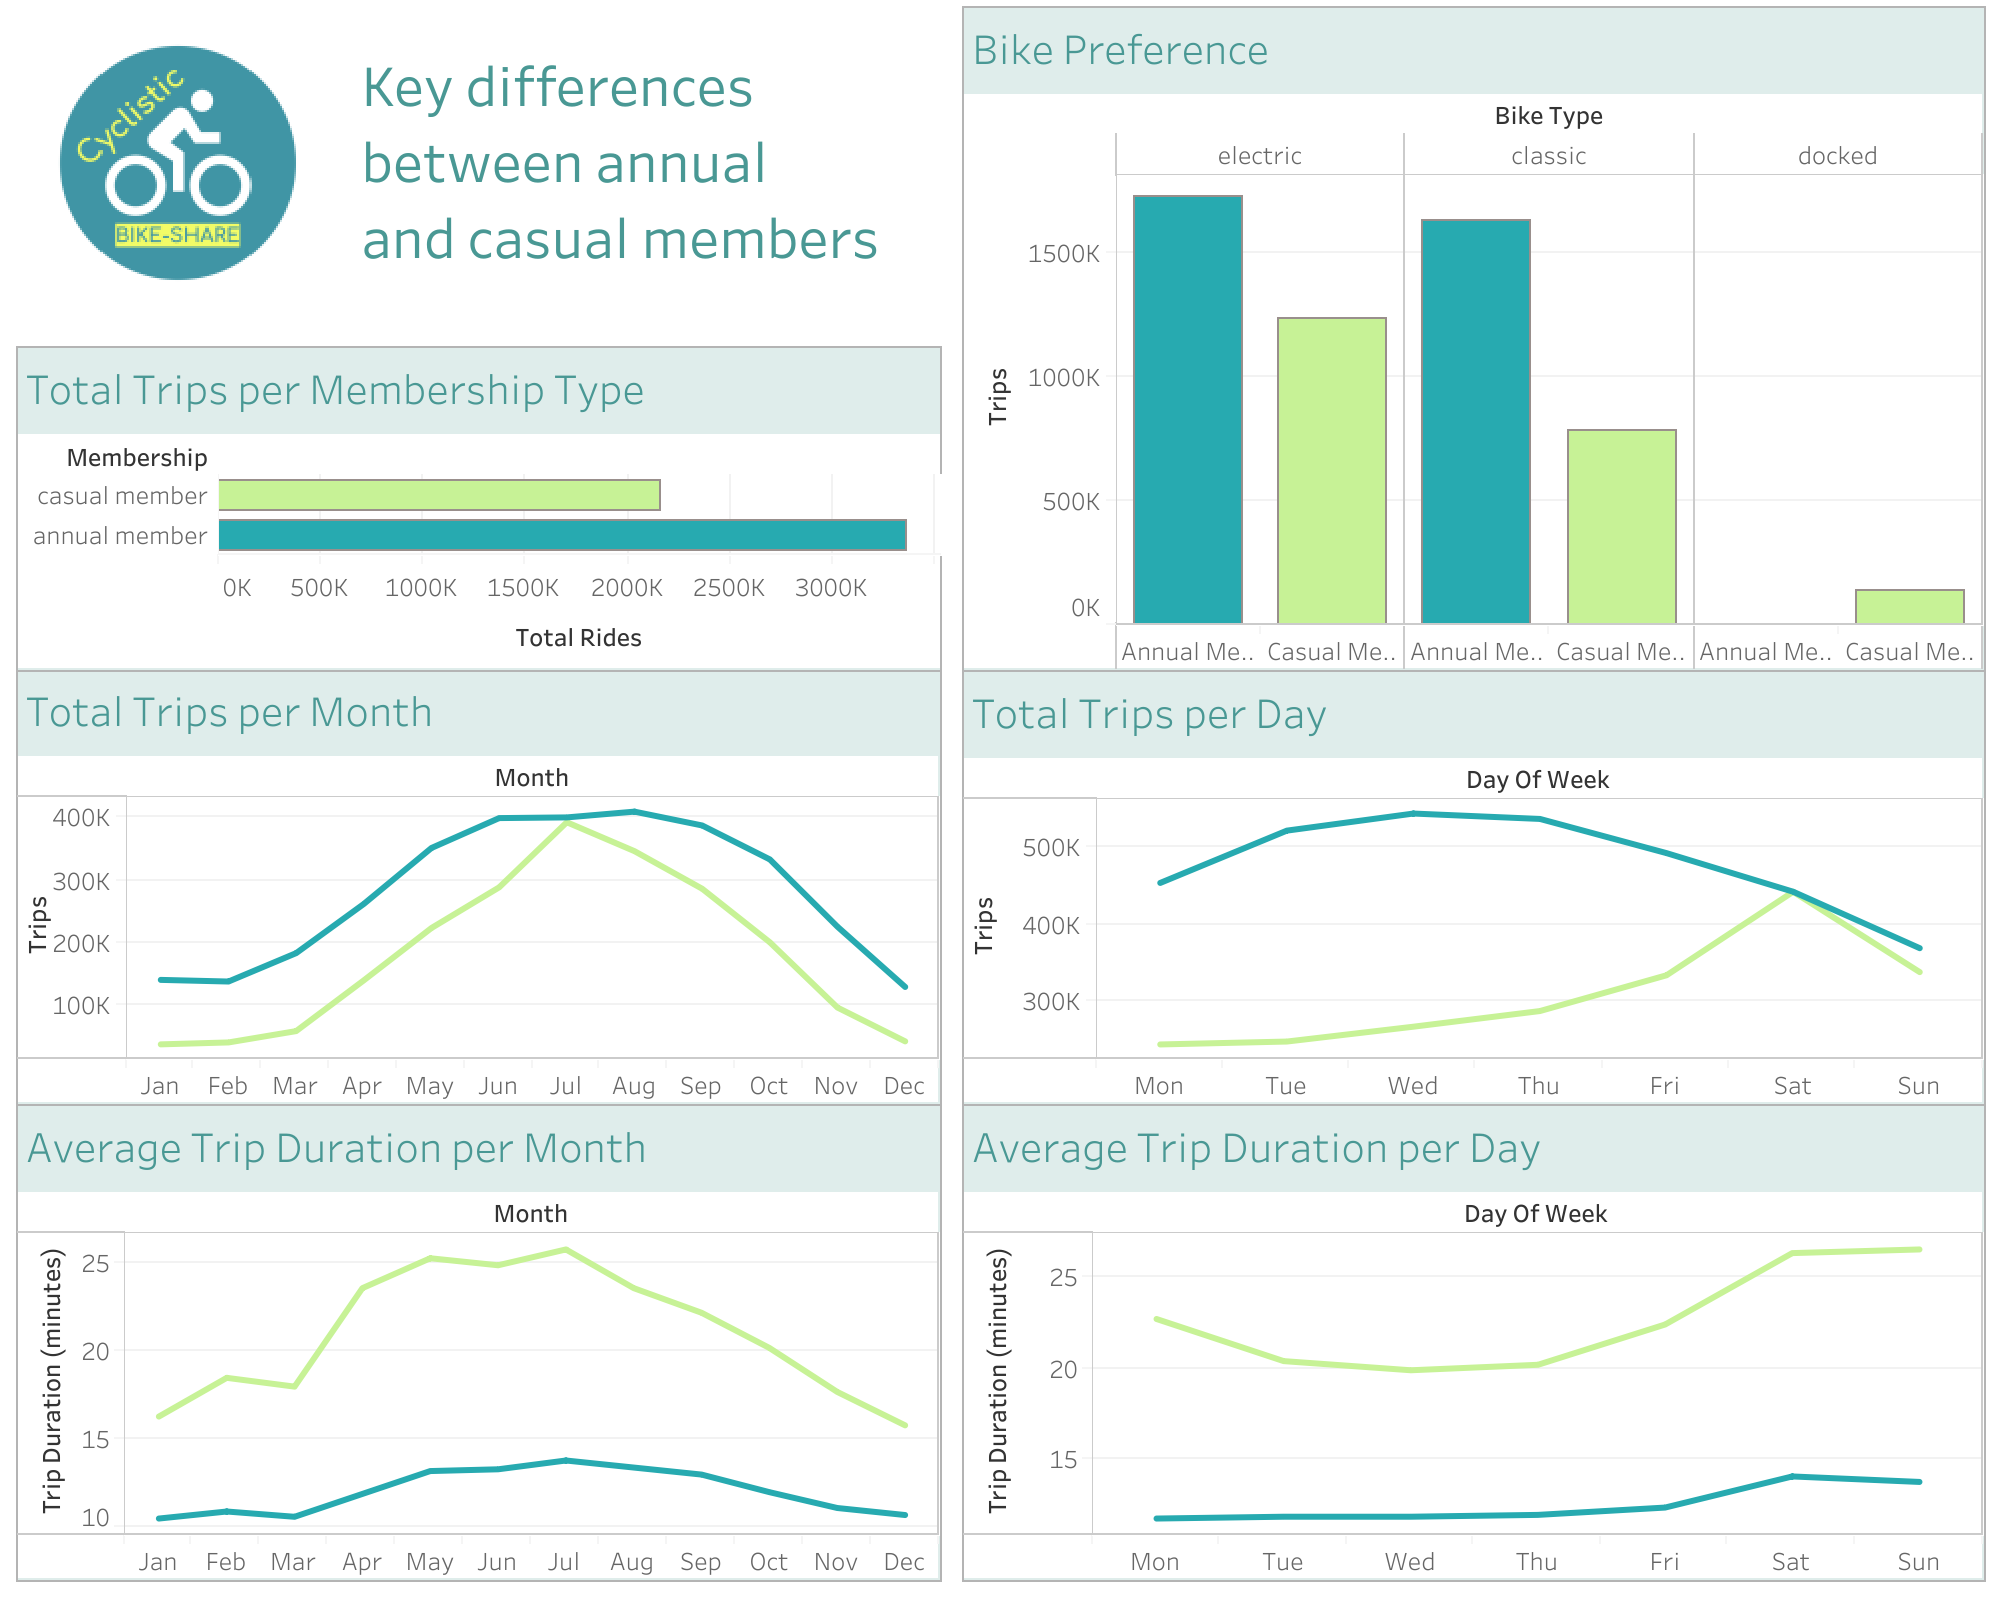 Cyclistic
BIKE-SHARE
Key differences
between annual
and casual members
Total Trips per Membership Type
Membership
casual member
annual member
0K 500K 1000K 1500K 2000K 2500K 3000K
Total Rides
Bike Preference
Bike Type
electric classic docked
Trips
1500K
1000K
500K
0K
Annual Me.. Casual Me.. Annual Me.. Casual Me.. Annual Me.. Casual Me..
Total Trips per Month
Month
Trips
400K
300K
200K
100K
Jan Feb Mar Apr May Jun Jul Aug Sep Oct Nov Dec
Total Trips per Day
Day Of Week
Trips
500K
400K
300K
Mon Tue Wed Thu Fri Sat Sun
Average Trip Duration per Month
Month
Trip Duration (minutes)
25
20
15
10
Jan Feb Mar Apr May Jun Jul Aug Sep Oct Nov Dec
Average Trip Duration per Day
Day Of Week
Trip Duration (minutes)
25
20
15
Mon Tue Wed Thu Fri Sat Sun